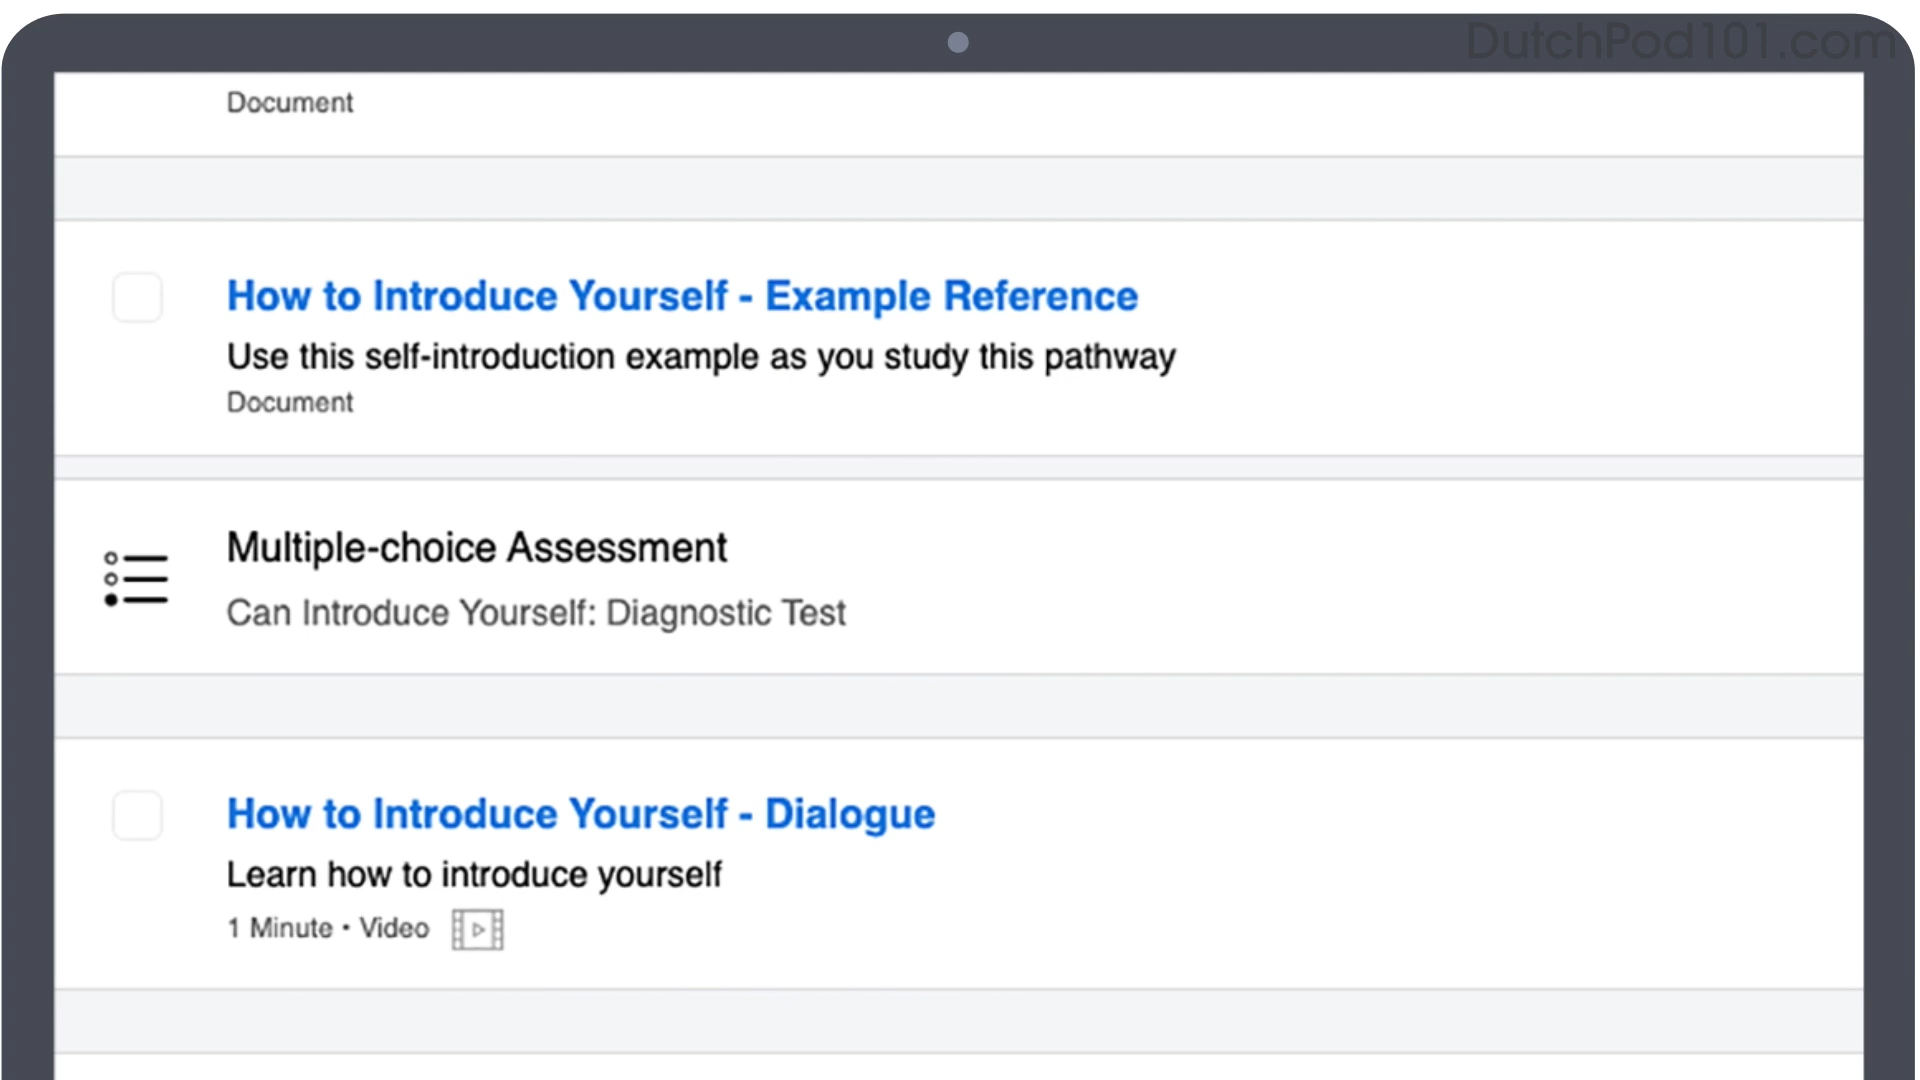 DutchPod101.com
Document
How to Introduce Yourself - Example Reference
Use this self-introduction example as you study this pathway
Document
Multiple-choice Assessment
Can Introduce Yourself: Diagnostic Test
How to Introduce Yourself - Dialogue
Learn how to introduce yourself
1 Minute • Video